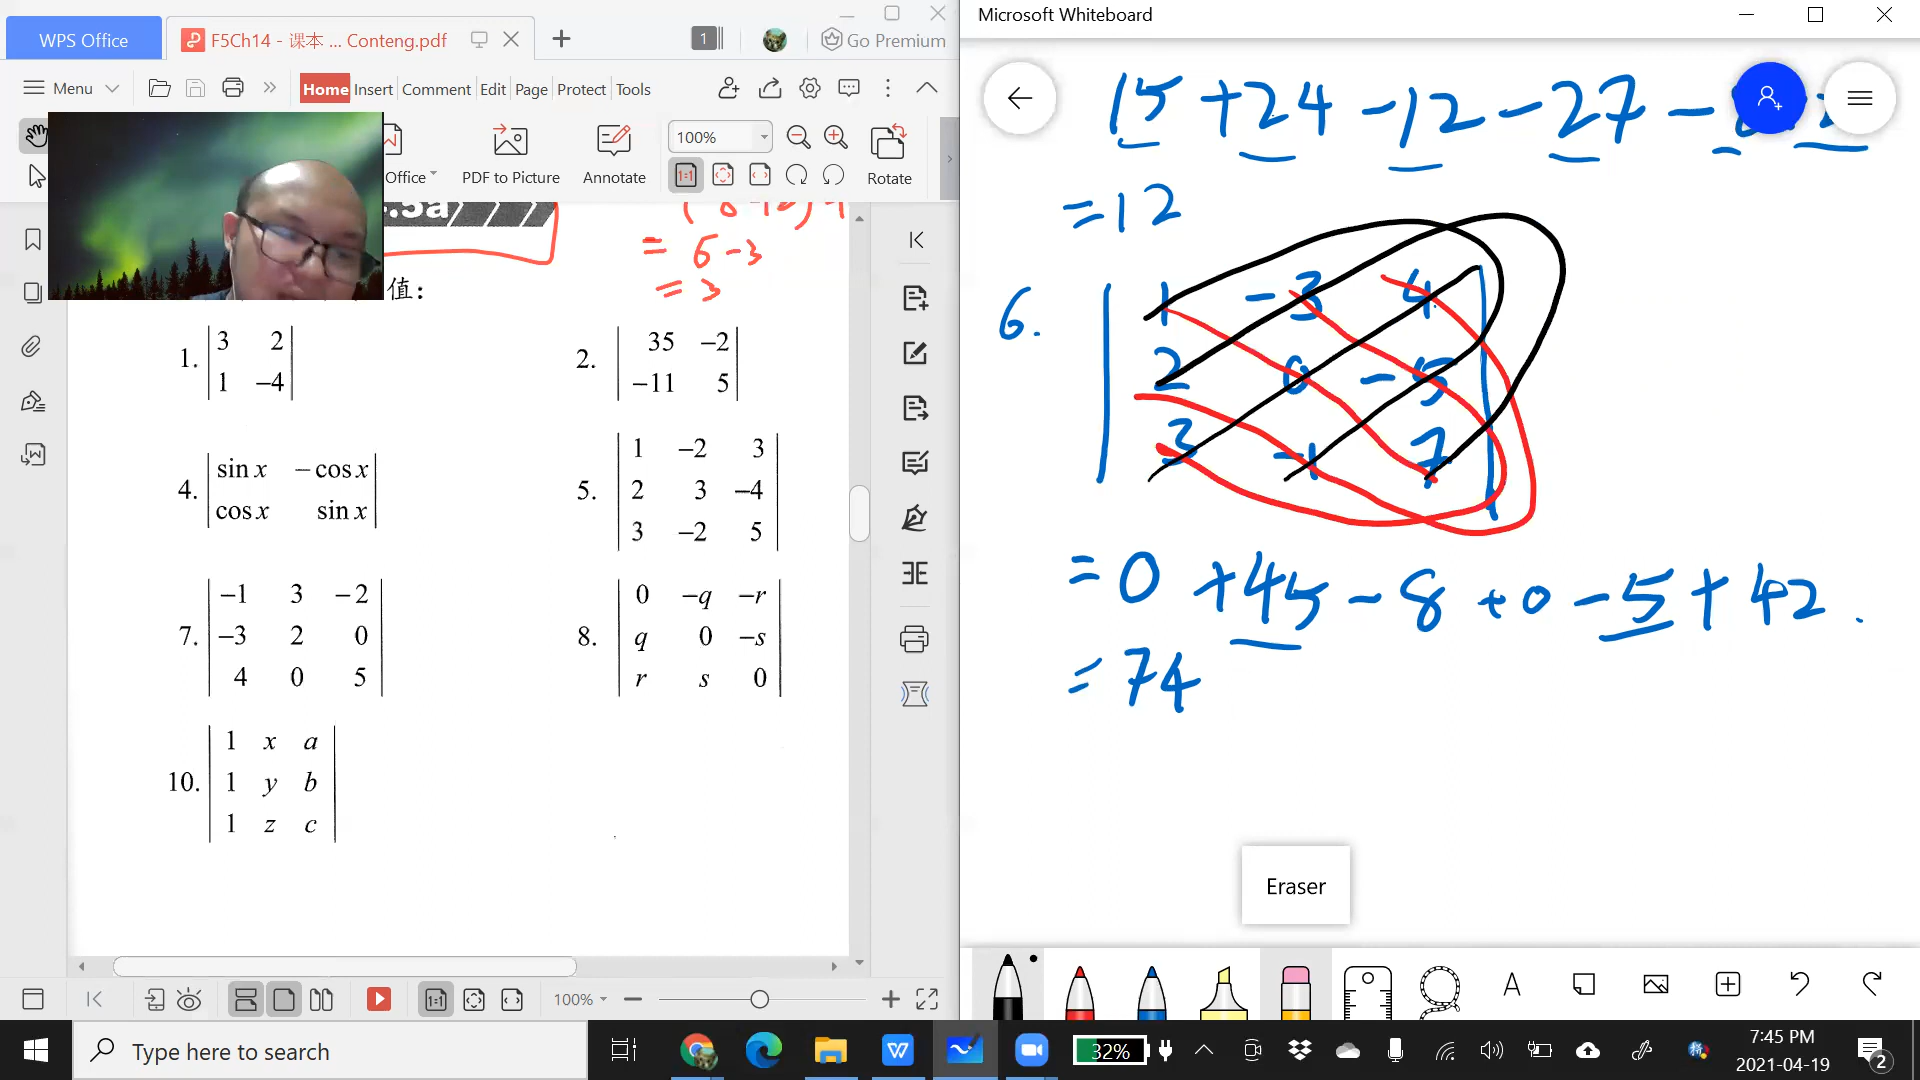 WPS Office
F5Ch14 - 课本 ... Conteng.pdf
1
Go Premium
Menu
Home Insert Comment Edit Page Protect Tools
Office
PDF to Picture
Annotate
100%
Rotate
= 6 - 3
= 3
值：
1. 3 2
1 −4
2. 35 −2
−11 5
4. sin x − cos x
cos x sin x
5. 1 −2 3
2 3 −4
3 −2 5
7. −1 3 −2
−3 2 0
4 0 5
8. 0 −q −r
q 0 −s
r s 0
10. 1 x a
1 y b
1 z c
1:1
100%
Microsoft Whiteboard
15 + 24 - 12 - 27 -
= 12
6. 1 -3 4
2 0 -5
3 -1 7
= 0 + 45 - 8 + 0 - 5 + 42 .
= 74
Eraser
Type here to search
32%
7:45 PM
2021-04-19
2